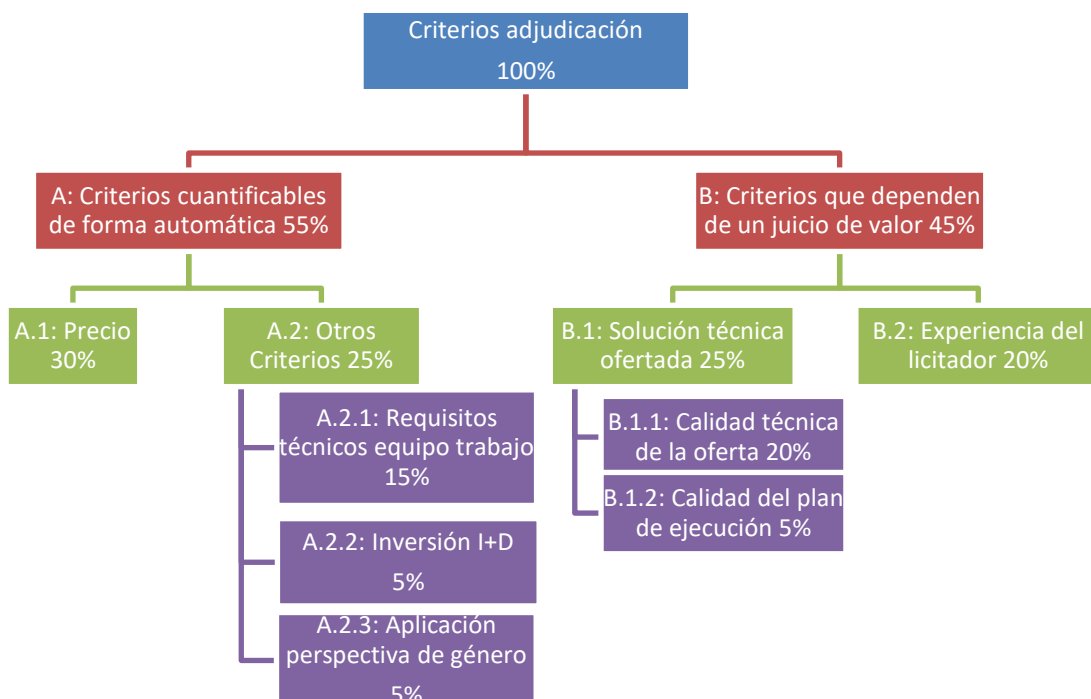 Criterios adjudicación
100%
A: Criterios cuantificables
de forma automática 55%
B: Criterios que dependen
de un juicio de valor 45%
A.1: Precio
30%
A.2: Otros
Criterios 25%
B.1: Solución técnica
ofertada 25%
B.2: Experiencia del
licitador 20%
A.2.1: Requisitos
técnicos equipo trabajo
15%
A.2.2: Inversión I+D
5%
A.2.3: Aplicación
perspectiva de género
5%
B.1.1: Calidad técnica
de la oferta 20%
B.1.2: Calidad del plan
de ejecución 5%